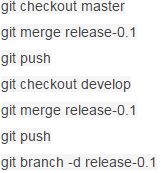 git checkout master
git merge release-0.1
git push
git checkout develop
git merge release-0.1
git push
git branch -d release-0.1